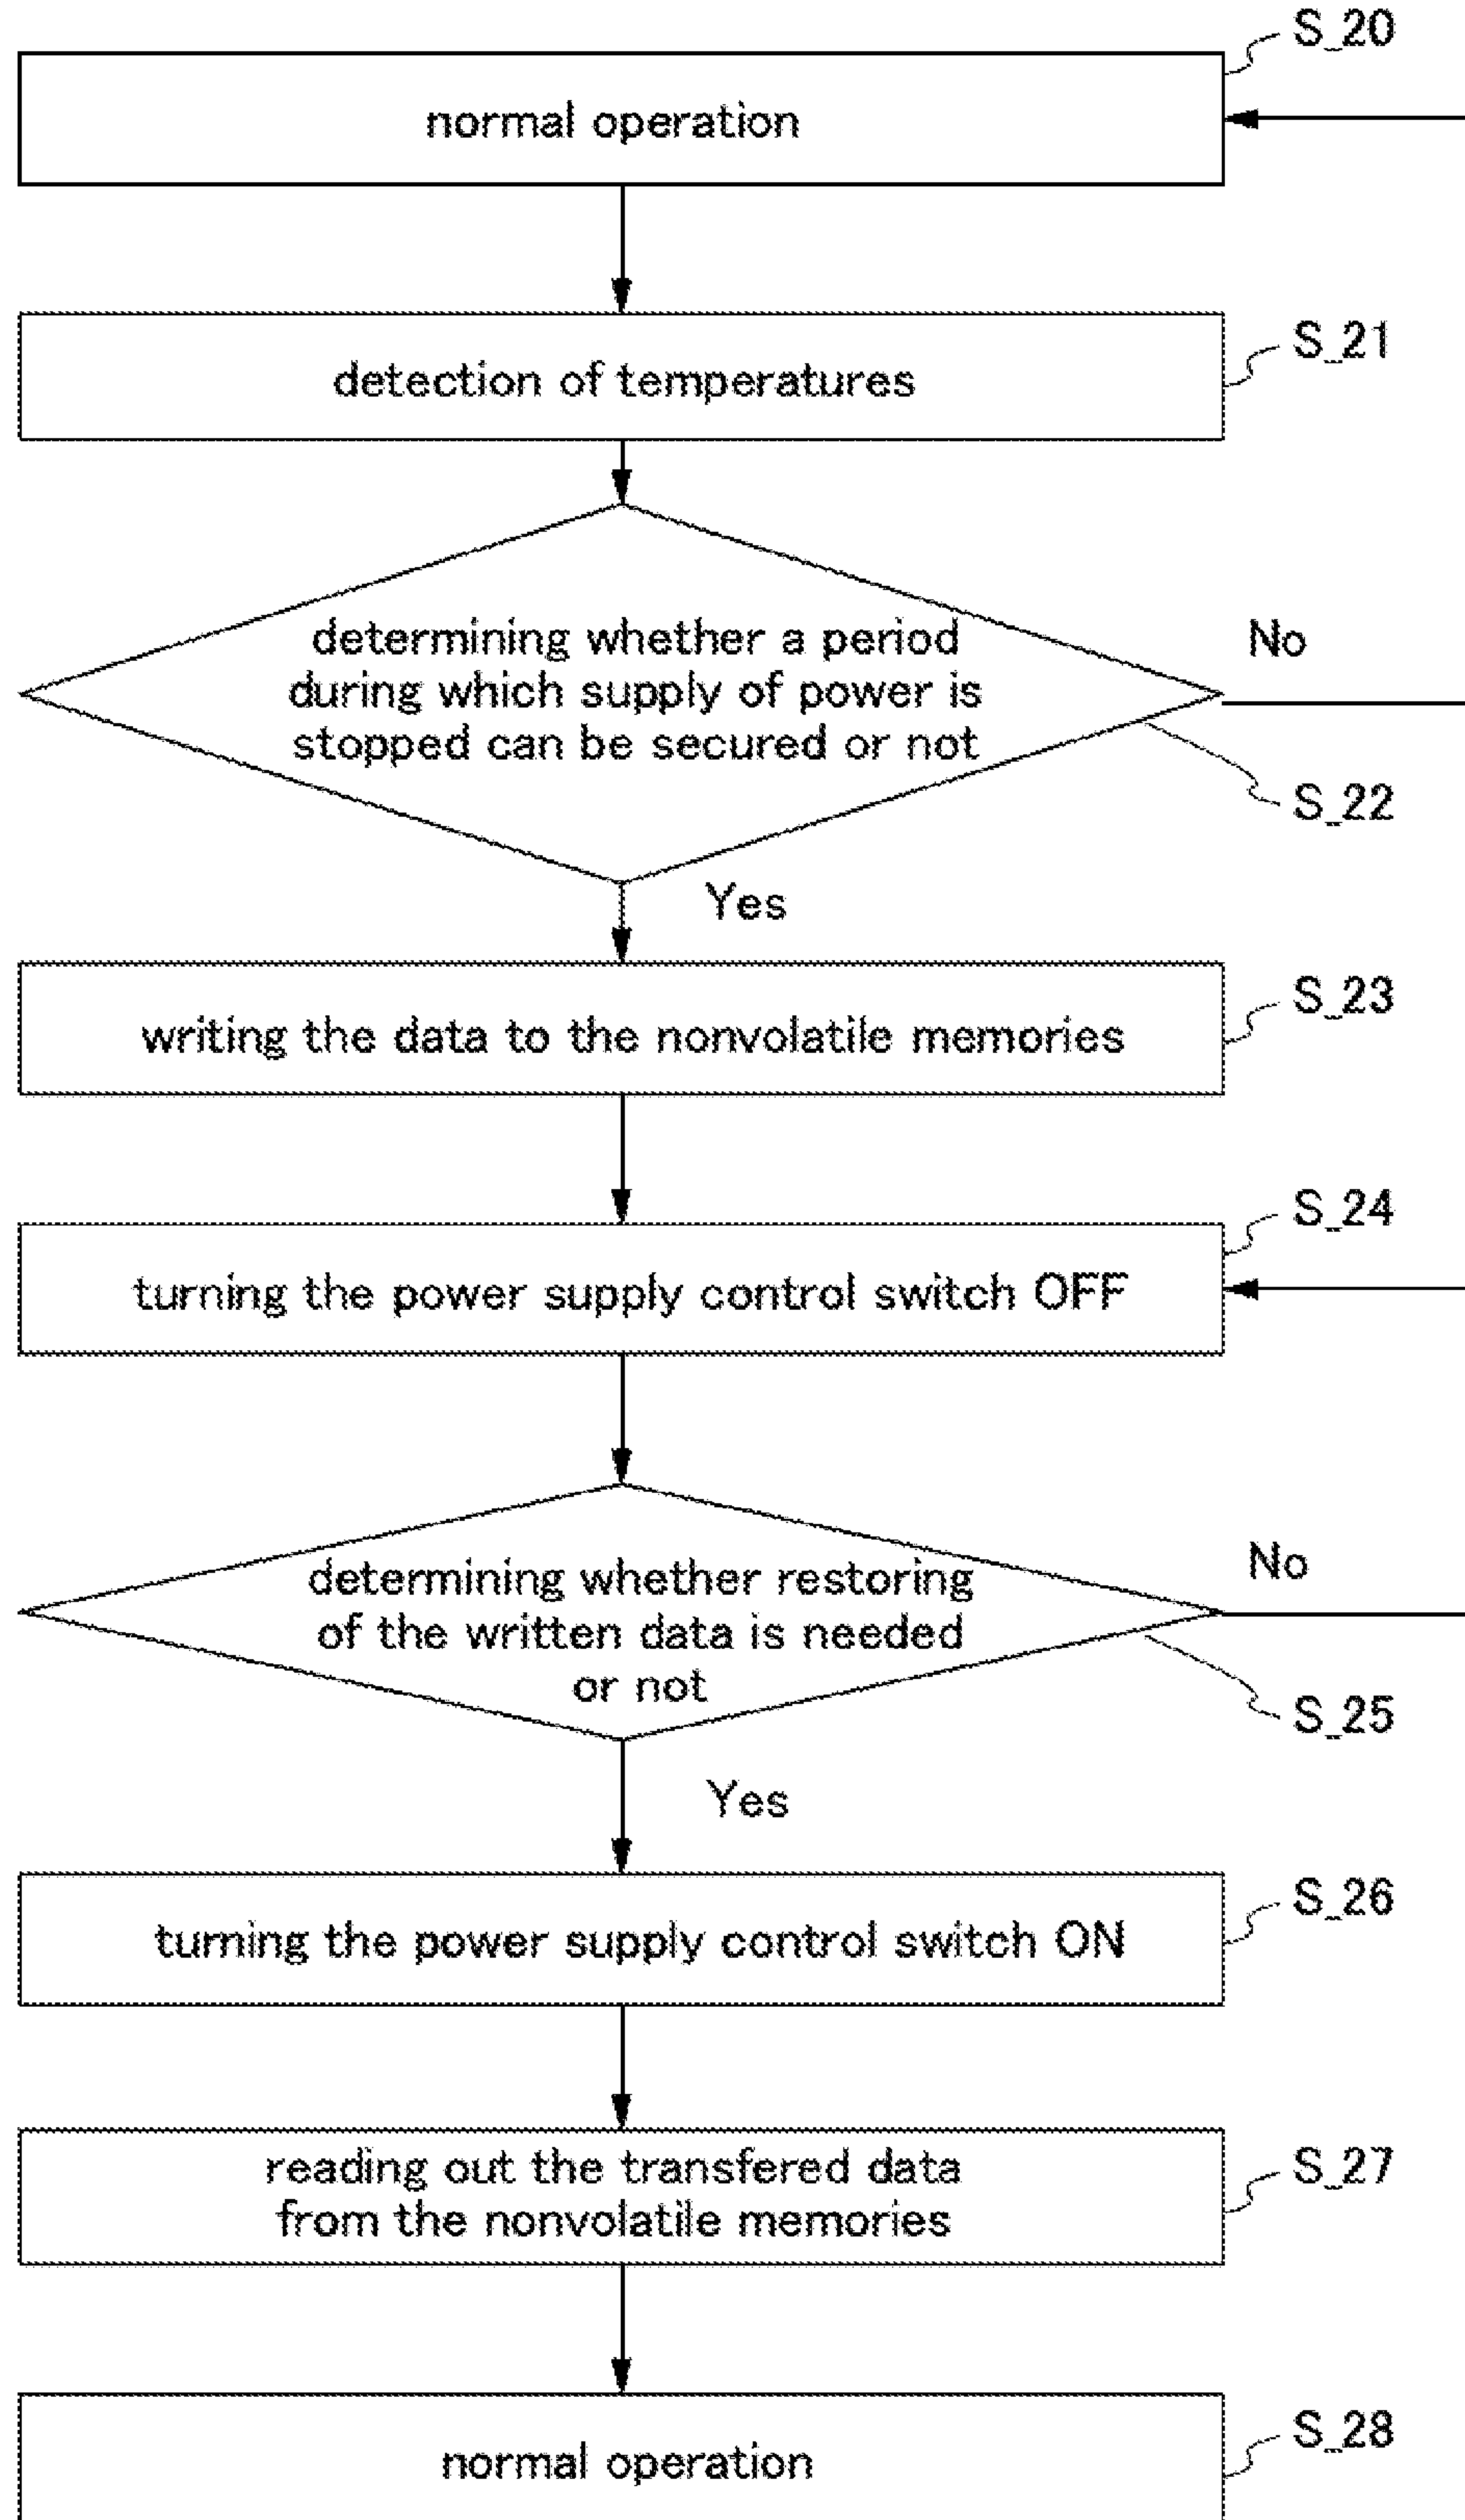 S_20
normal operation
S_21
detection of temperatures
determining whether a period
during which supply of power is
stopped can be secured or not
No
S_22
Yes
S_23
writing the data to the nonvolatile memories
S_24
turning the power supply control switch OFF
determining whether restoring
of the written data is needed
or not
No
S_25
Yes
S_26
turning the power supply control switch ON
S_27
reading out the transfered data
from the nonvolatile memories
S_28
normal operation